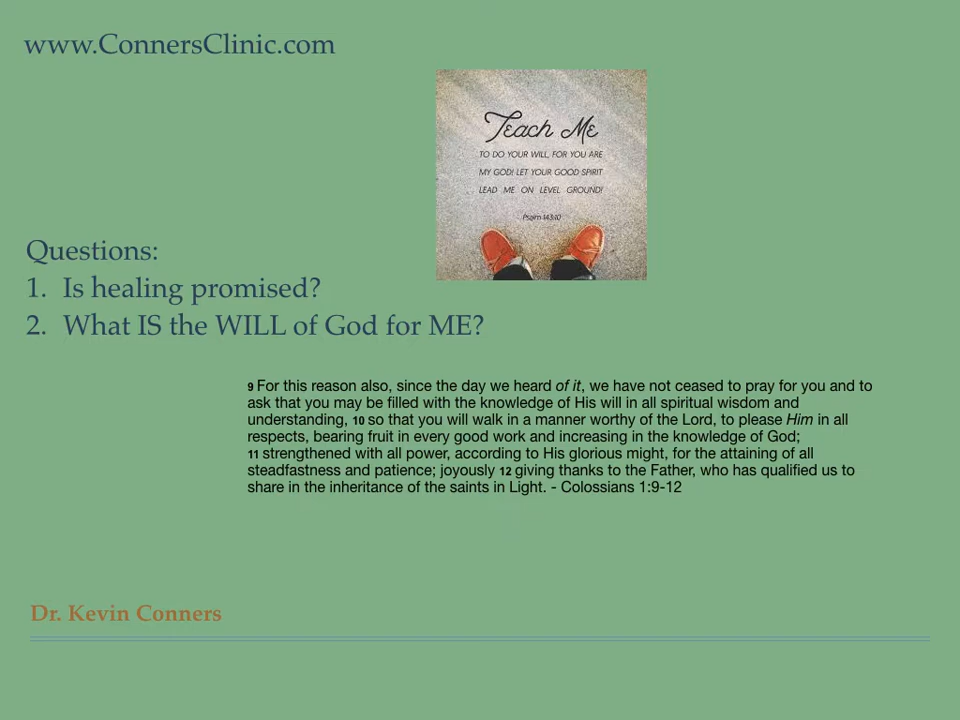 www.ConnersClinic.com
Teach Me
TO DO YOUR WILL, FOR YOU ARE
MY GOD! LET YOUR GOOD SPIRIT
LEAD ME ON LEVEL GROUND!
Psalm 143:10
Questions:
1. Is healing promised?
2. What IS the WILL of God for ME?
9 For this reason also, since the day we heard of it, we have not ceased to pray for you and to
ask that you may be filled with the knowledge of His will in all spiritual wisdom and
understanding, 10 so that you will walk in a manner worthy of the Lord, to please Him in all
respects, bearing fruit in every good work and increasing in the knowledge of God;
11 strengthened with all power, according to His glorious might, for the attaining of all
steadfastness and patience; joyously 12 giving thanks to the Father, who has qualified us to
share in the inheritance of the saints in Light. - Colossians 1:9-12
Dr. Kevin Conners